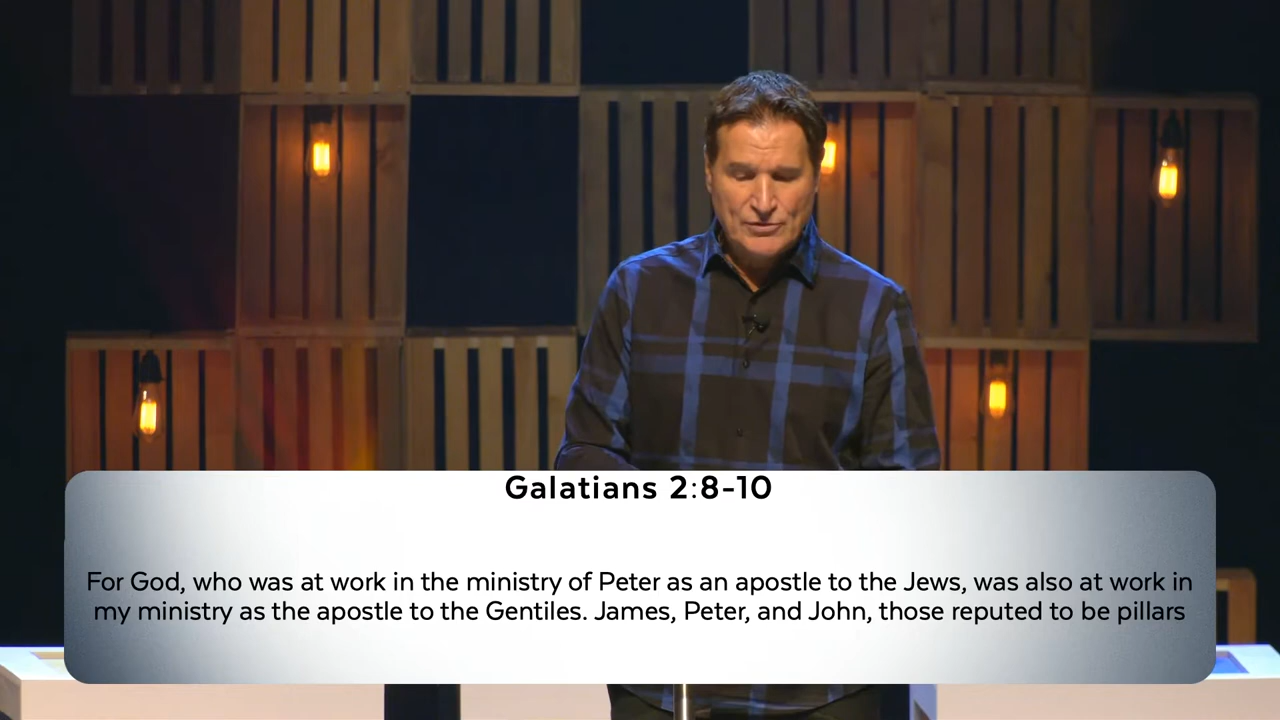 Galatians 2:8-10
For God, who was at work in the ministry of Peter as an apostle to the Jews, was also at work in
my ministry as the apostle to the Gentiles. James, Peter, and John, those reputed to be pillars